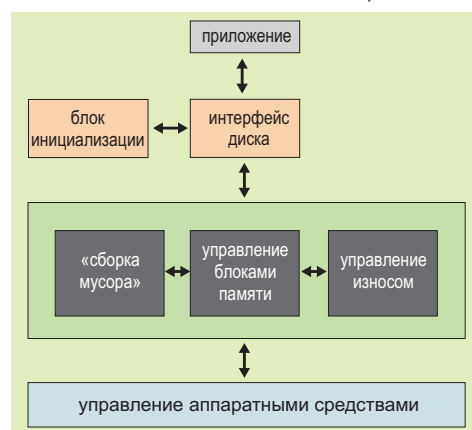 приложение
блок
инициализации
интерфейс
диска
«сборка
мусора»
управление
блоками
памяти
управление
износом
управление аппаратными средствами